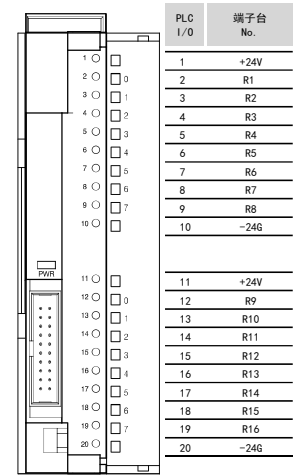 PLC I/O 端子台 No.
1 ○ 1 +24V
2 ○ 0 2 R1
3 ○ 1 3 R2
4 ○ 2 4 R3
5 ○ 3 5 R4
6 ○ 4 6 R5
7 ○ 5 7 R6
8 ○ 6 8 R7
9 ○ 7 9 R8
10 ○ 10 -24G
PWR
11 ○ 11 +24V
12 ○ 0 12 R9
13 ○ 1 13 R10
14 ○ 2 14 R11
15 ○ 3 15 R12
16 ○ 4 16 R13
17 ○ 5 17 R14
18 ○ 6 18 R15
19 ○ 7 19 R16
20 ○ 20 -24G